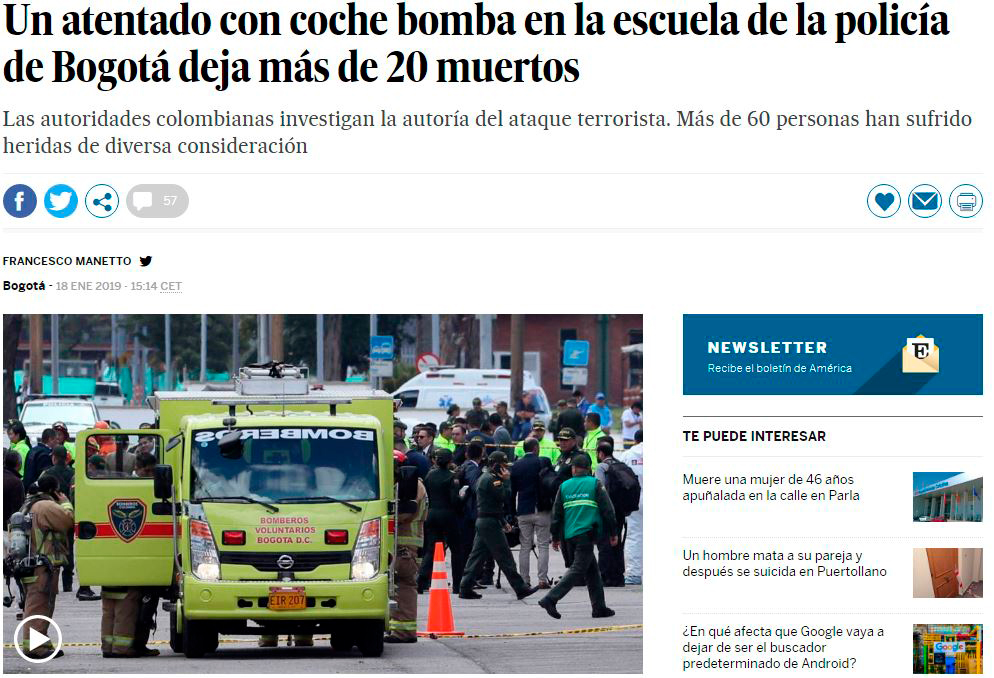 Un atentado con coche bomba en la escuela de la policía
de Bogotá deja más de 20 muertos
Las autoridades colombianas investigan la autoría del ataque terrorista. Más de 60 personas han sufrido
heridas de diversa consideración
57
FRANCESCO MANETTO
Bogotá - 18 ENE 2019 - 15:14 CET
BOMBEROS
BOMBEROS
VOLUNTARIOS
BOGOTA D.C.
EIR 207
NEWSLETTER
Recibe el boletín de América
E
TE PUEDE INTERESAR
Muere una mujer de 46 años
apuñalada en la calle en Parla
Un hombre mata a su pareja y
después se suicida en Puertollano
¿En qué afecta que Google vaya a
dejar de ser el buscador
predeterminado de Android?
Google